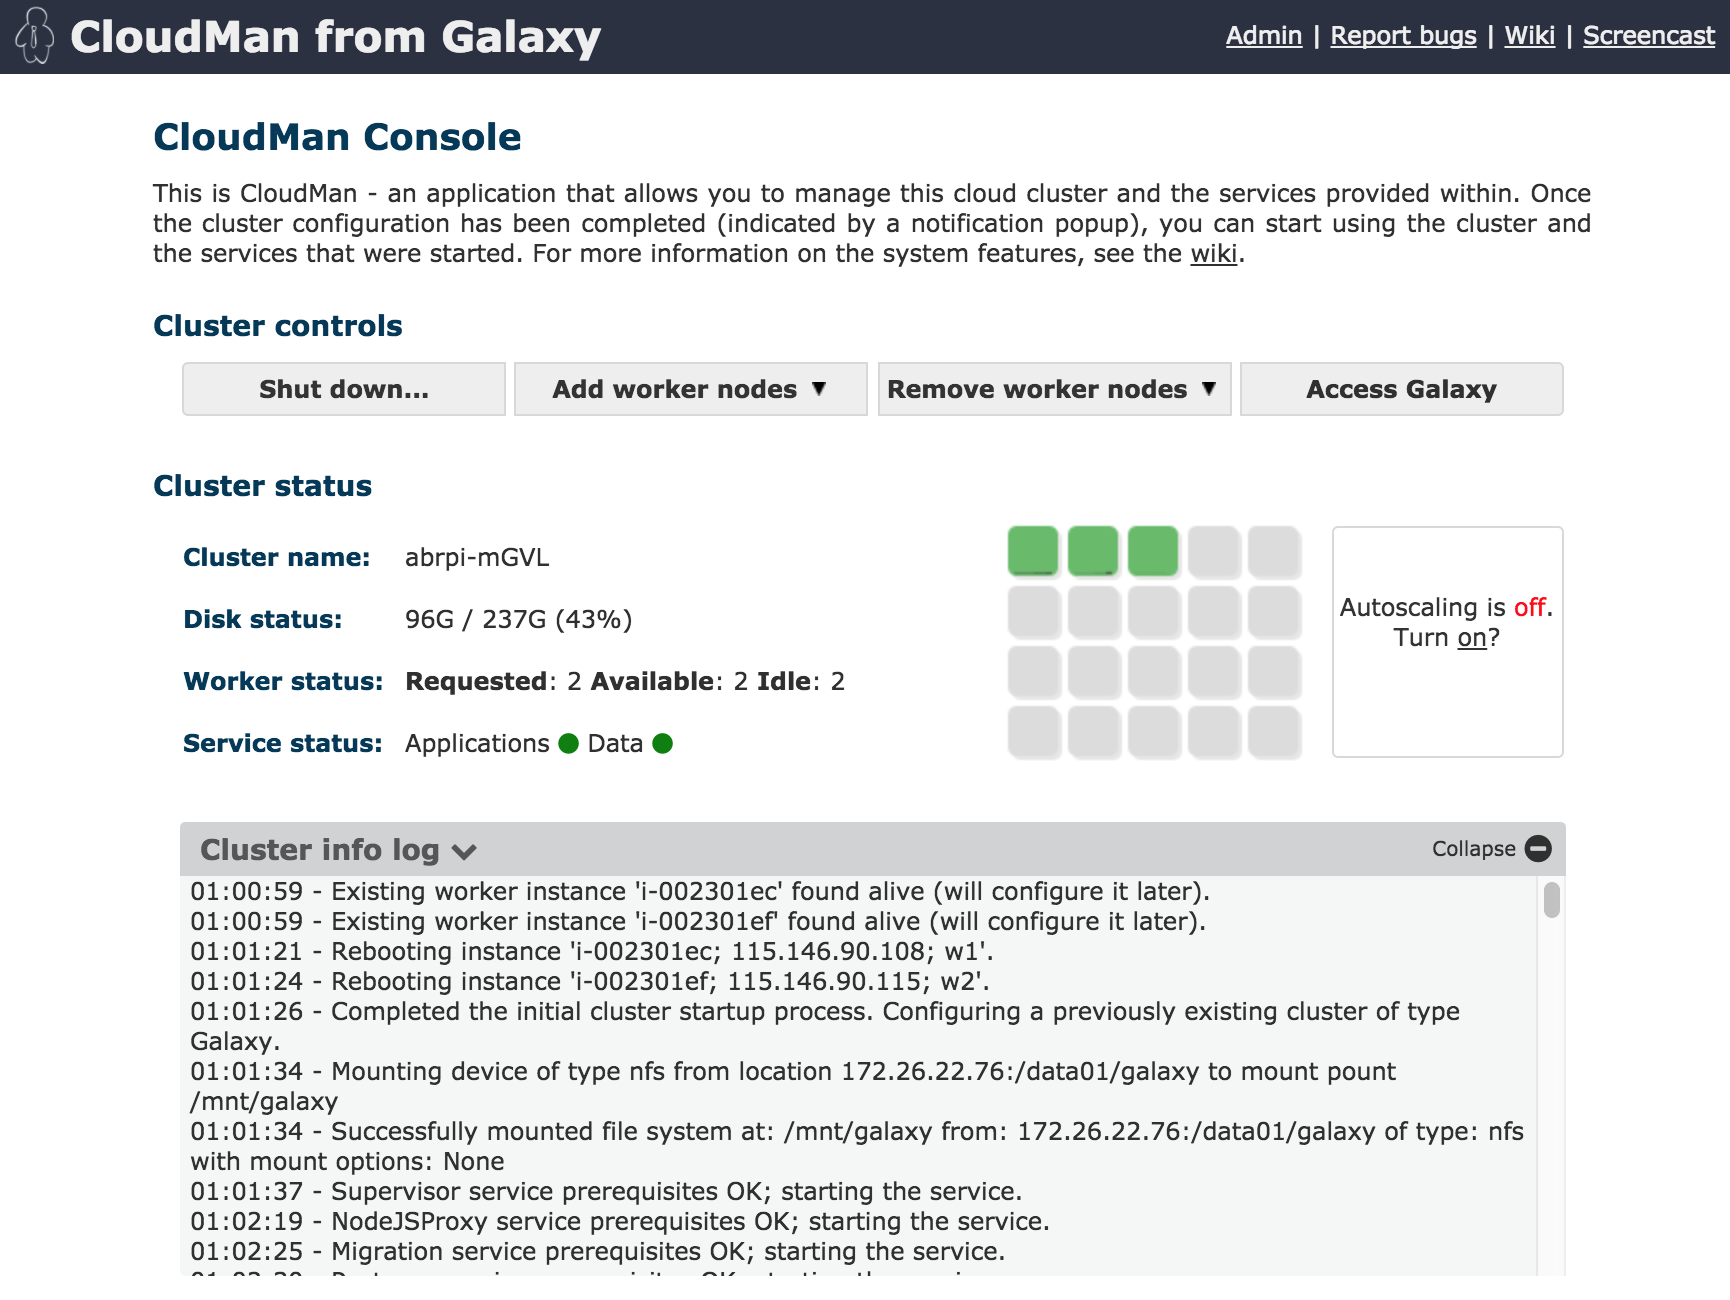 CloudMan from Galaxy
Admin | Report bugs | Wiki | Screencast
CloudMan Console
This is CloudMan - an application that allows you to manage this cloud cluster and the services provided within. Once
the cluster configuration has been completed (indicated by a notification popup), you can start using the cluster and
the services that were started. For more information on the system features, see the wiki.
Cluster controls
Shut down...
Add worker nodes ▼
Remove worker nodes ▼
Access Galaxy
Cluster status
Cluster name: abrpi-mGVL
Disk status: 96G / 237G (43%)
Worker status: Requested: 2 Available: 2 Idle: 2
Service status: Applications Data
Autoscaling is off.
Turn on?
Cluster info log
Collapse
01:00:59 - Existing worker instance 'i-002301ec' found alive (will configure it later).
01:00:59 - Existing worker instance 'i-002301ef' found alive (will configure it later).
01:01:21 - Rebooting instance 'i-002301ec; 115.146.90.108; w1'.
01:01:24 - Rebooting instance 'i-002301ef; 115.146.90.115; w2'.
01:01:26 - Completed the initial cluster startup process. Configuring a previously existing cluster of type
Galaxy.
01:01:34 - Mounting device of type nfs from location 172.26.22.76:/data01/galaxy to mount pount
/mnt/galaxy
01:01:34 - Successfully mounted file system at: /mnt/galaxy from: 172.26.22.76:/data01/galaxy of type: nfs
with mount options: None
01:01:37 - Supervisor service prerequisites OK; starting the service.
01:02:19 - NodeJSProxy service prerequisites OK; starting the service.
01:02:25 - Migration service prerequisites OK; starting the service.